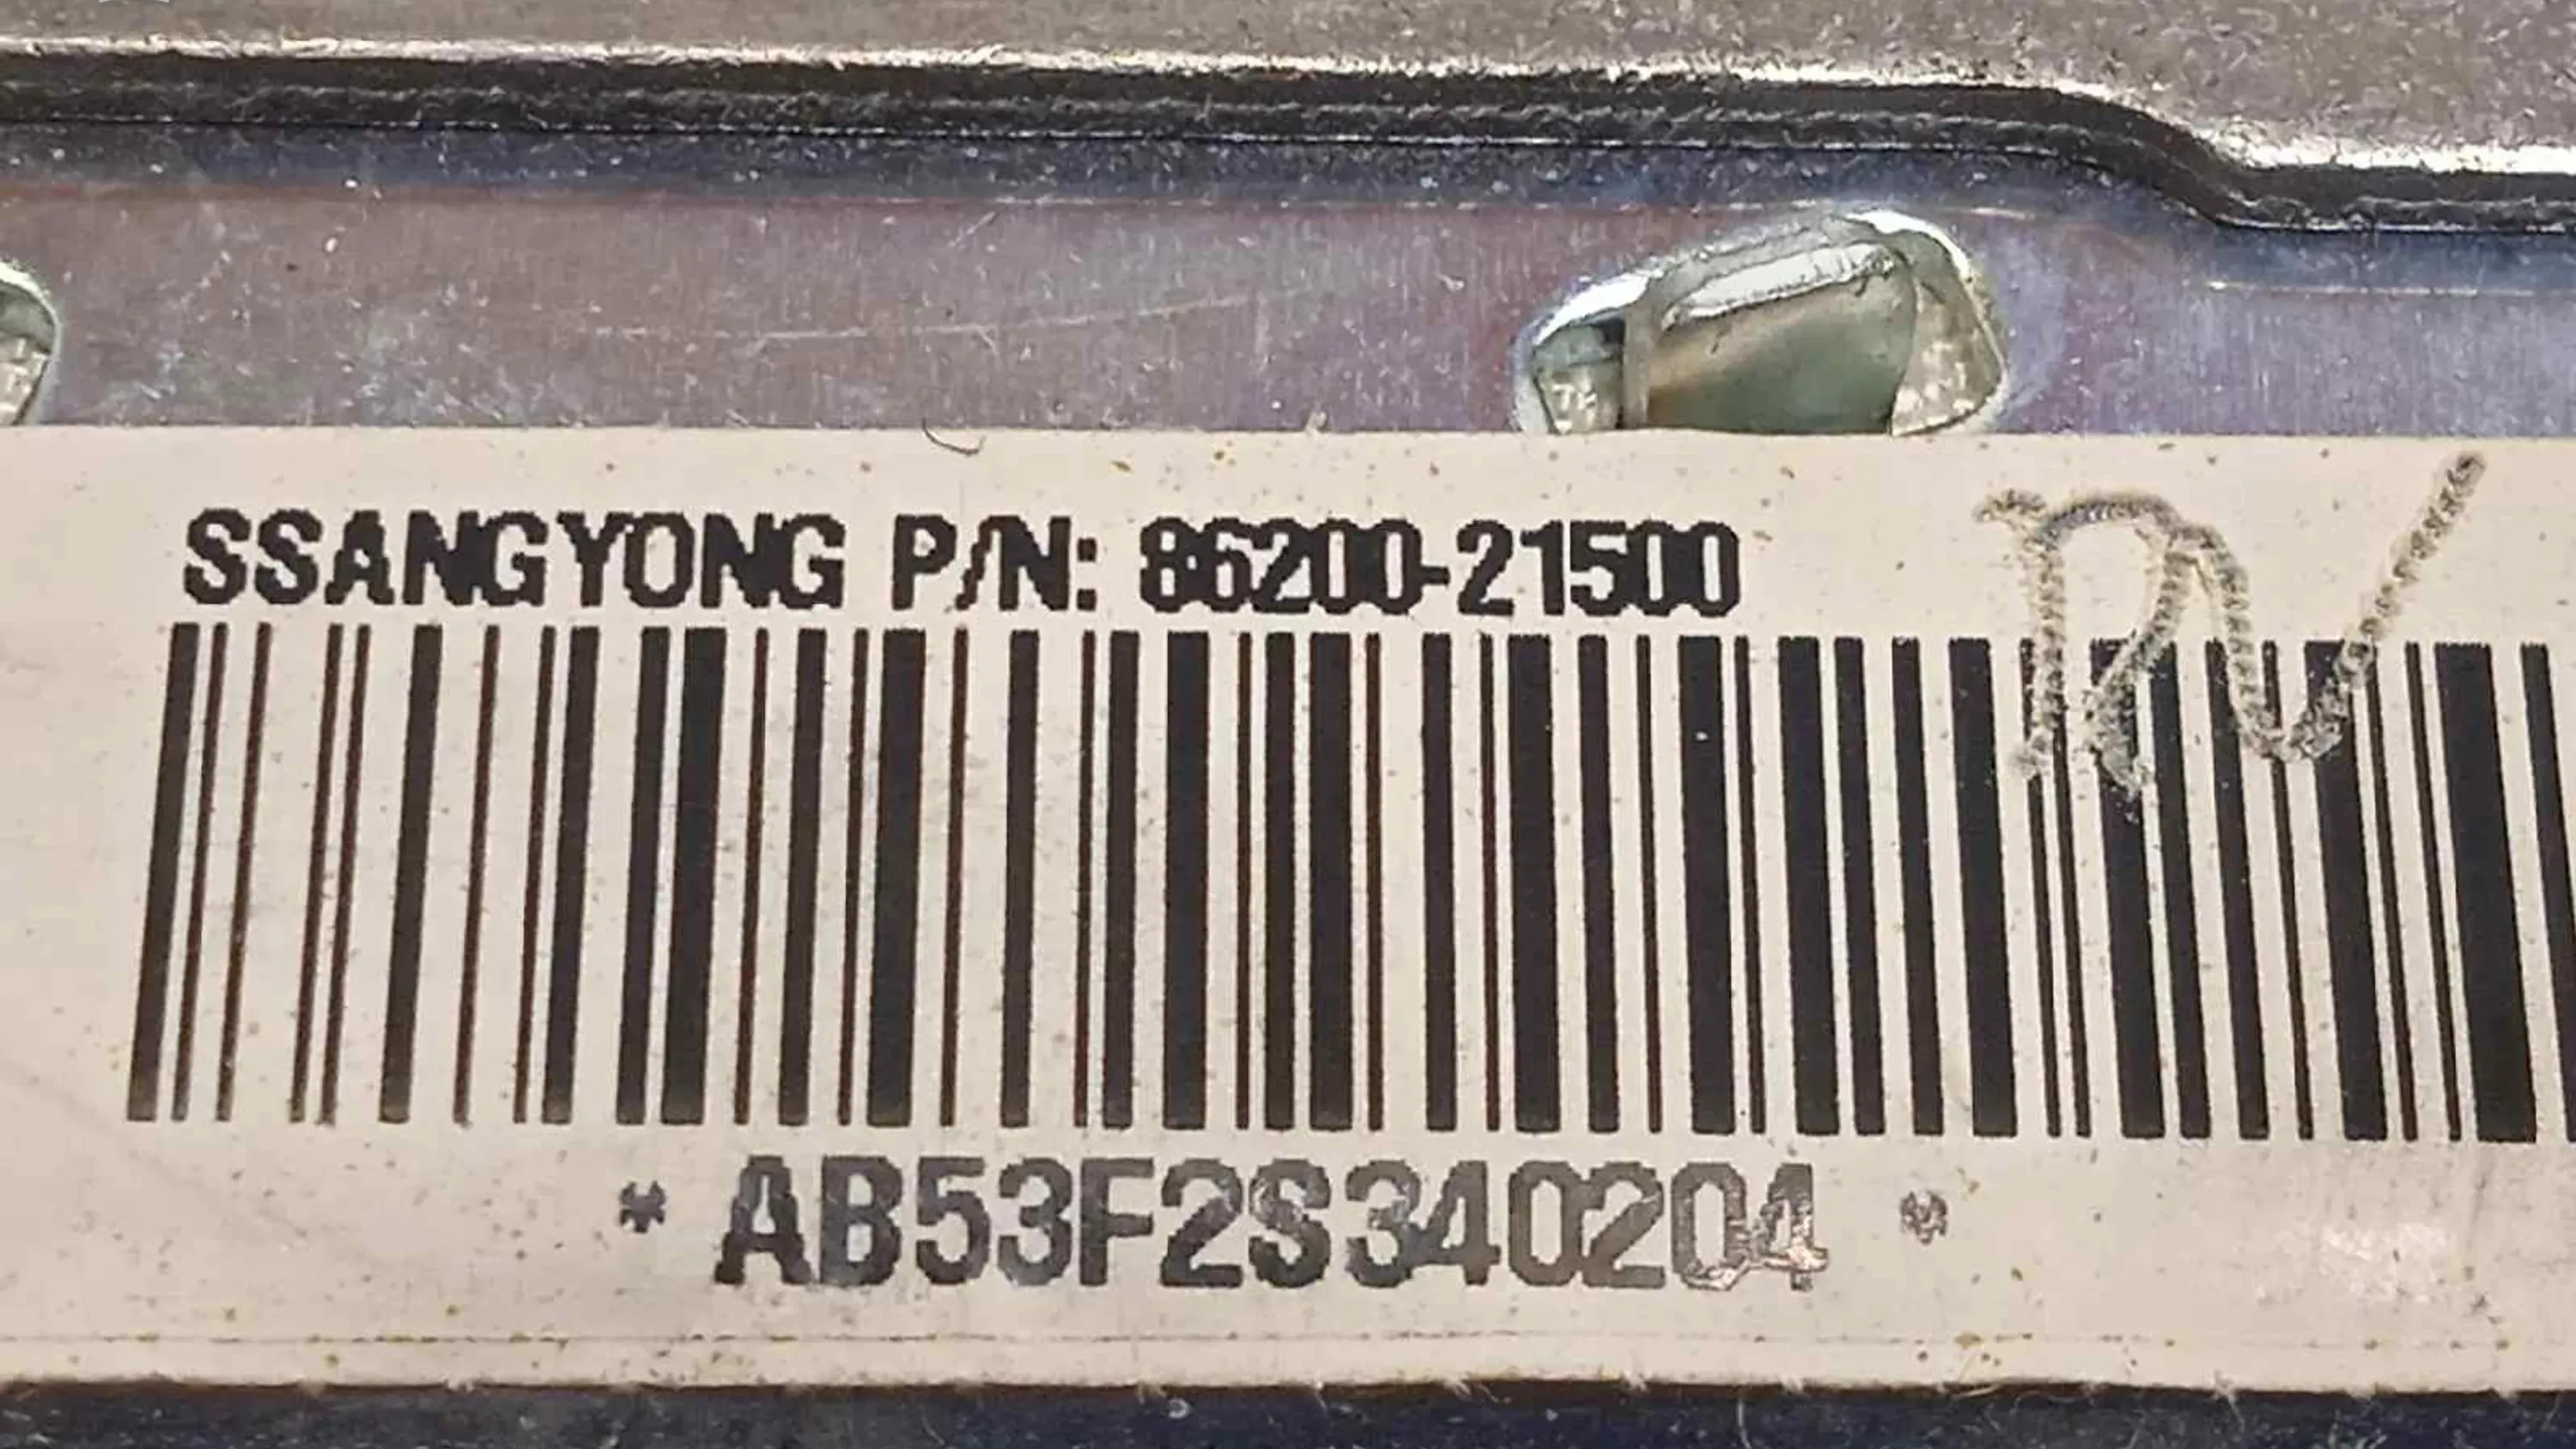 SSANGYONG P/N: 86200-21500
* AB53F2S340204 *